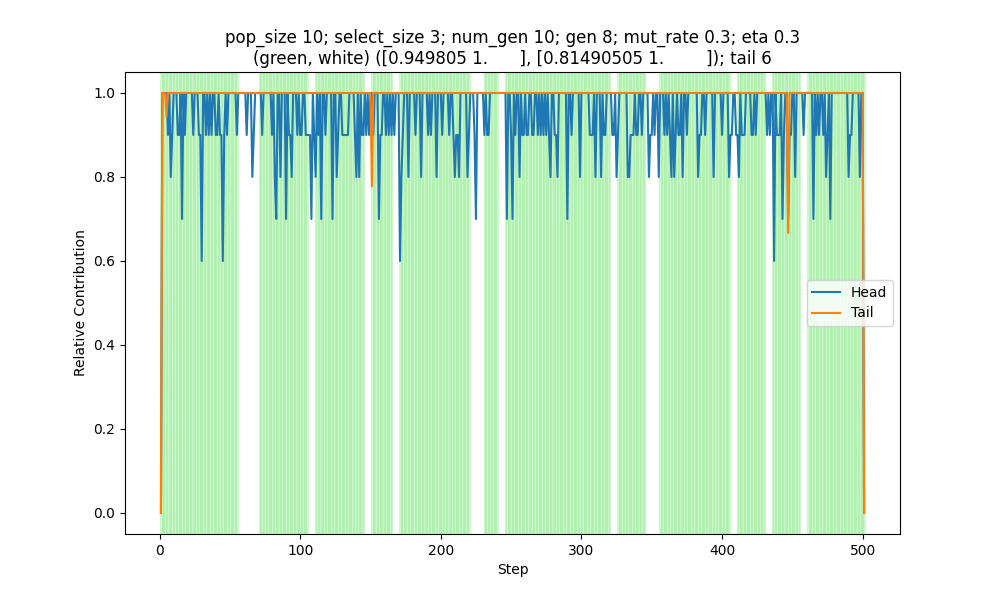 pop_size 10; select_size 3; num_gen 10; gen 8; mut_rate 0.3; eta 0.3
(green, white) ([0.949805 1.      ], [0.81490505 1.        ]); tail 6
1.0
0.8
0.6
0.4
0.2
0.0
Relative Contribution
Head
Tail
0
100
200
300
400
500
Step